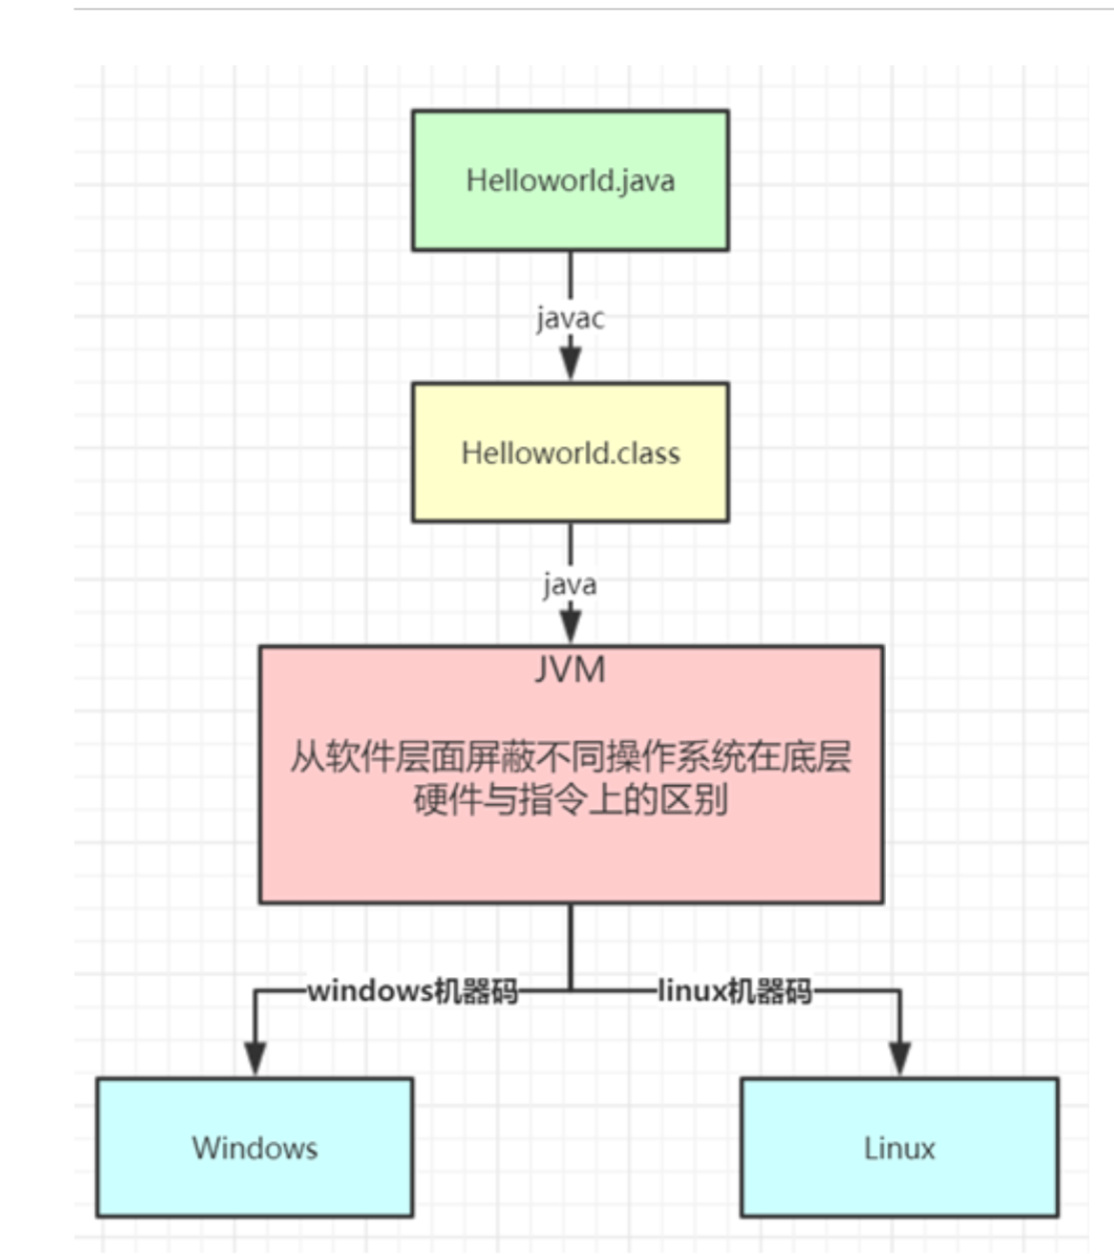 Helloworld.java
javac
Helloworld.class
java
JVM
从软件层面屏蔽不同操作系统在底层
硬件与指令上的区别
windows机器码
linux机器码
Windows
Linux